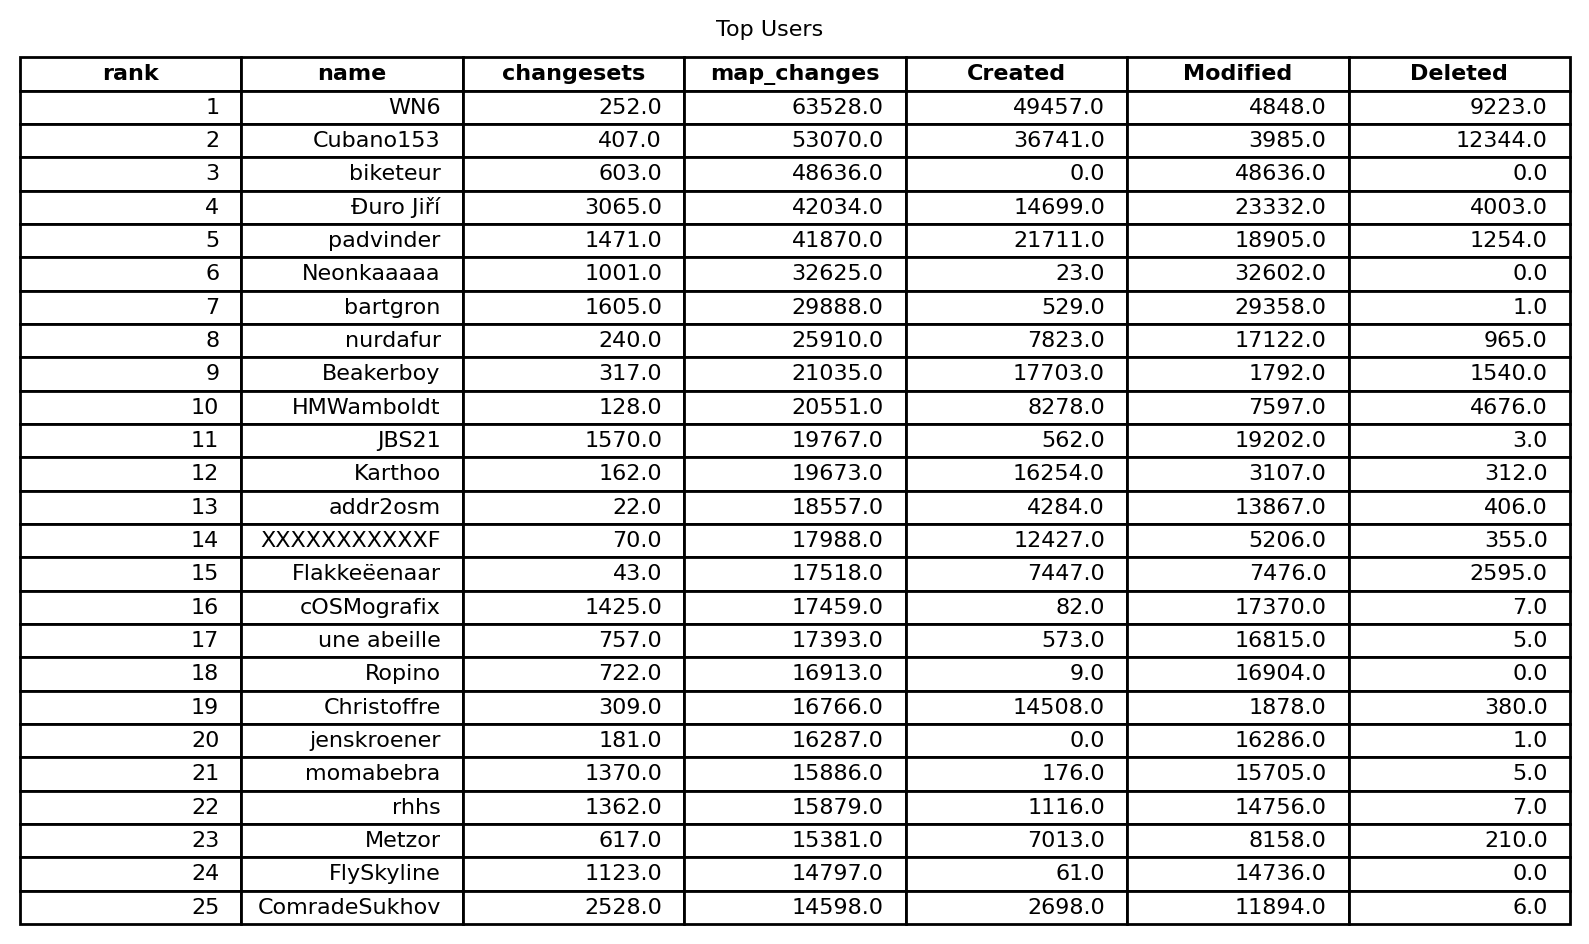 Top Users
rank name changesets map_changes Created Modified Deleted
1 WN6 252.0 63528.0 49457.0 4848.0 9223.0
2 Cubano153 407.0 53070.0 36741.0 3985.0 12344.0
3 biketeur 603.0 48636.0 0.0 48636.0 0.0
4 Đuro Jiří 3065.0 42034.0 14699.0 23332.0 4003.0
5 padvinder 1471.0 41870.0 21711.0 18905.0 1254.0
6 Neonkaaaaa 1001.0 32625.0 23.0 32602.0 0.0
7 bartgron 1605.0 29888.0 529.0 29358.0 1.0
8 nurdafur 240.0 25910.0 7823.0 17122.0 965.0
9 Beakerboy 317.0 21035.0 17703.0 1792.0 1540.0
10 HMWamboldt 128.0 20551.0 8278.0 7597.0 4676.0
11 JBS21 1570.0 19767.0 562.0 19202.0 3.0
12 Karthoo 162.0 19673.0 16254.0 3107.0 312.0
13 addr2osm 22.0 18557.0 4284.0 13867.0 406.0
14 XXXXXXXXXXXF 70.0 17988.0 12427.0 5206.0 355.0
15 Flakkeëenaar 43.0 17518.0 7447.0 7476.0 2595.0
16 cOSMografix 1425.0 17459.0 82.0 17370.0 7.0
17 une abeille 757.0 17393.0 573.0 16815.0 5.0
18 Ropino 722.0 16913.0 9.0 16904.0 0.0
19 Christoffre 309.0 16766.0 14508.0 1878.0 380.0
20 jenskroener 181.0 16287.0 0.0 16286.0 1.0
21 momabebra 1370.0 15886.0 176.0 15705.0 5.0
22 rhhs 1362.0 15879.0 1116.0 14756.0 7.0
23 Metzor 617.0 15381.0 7013.0 8158.0 210.0
24 FlySkyline 1123.0 14797.0 61.0 14736.0 0.0
25 ComradeSukhov 2528.0 14598.0 2698.0 11894.0 6.0